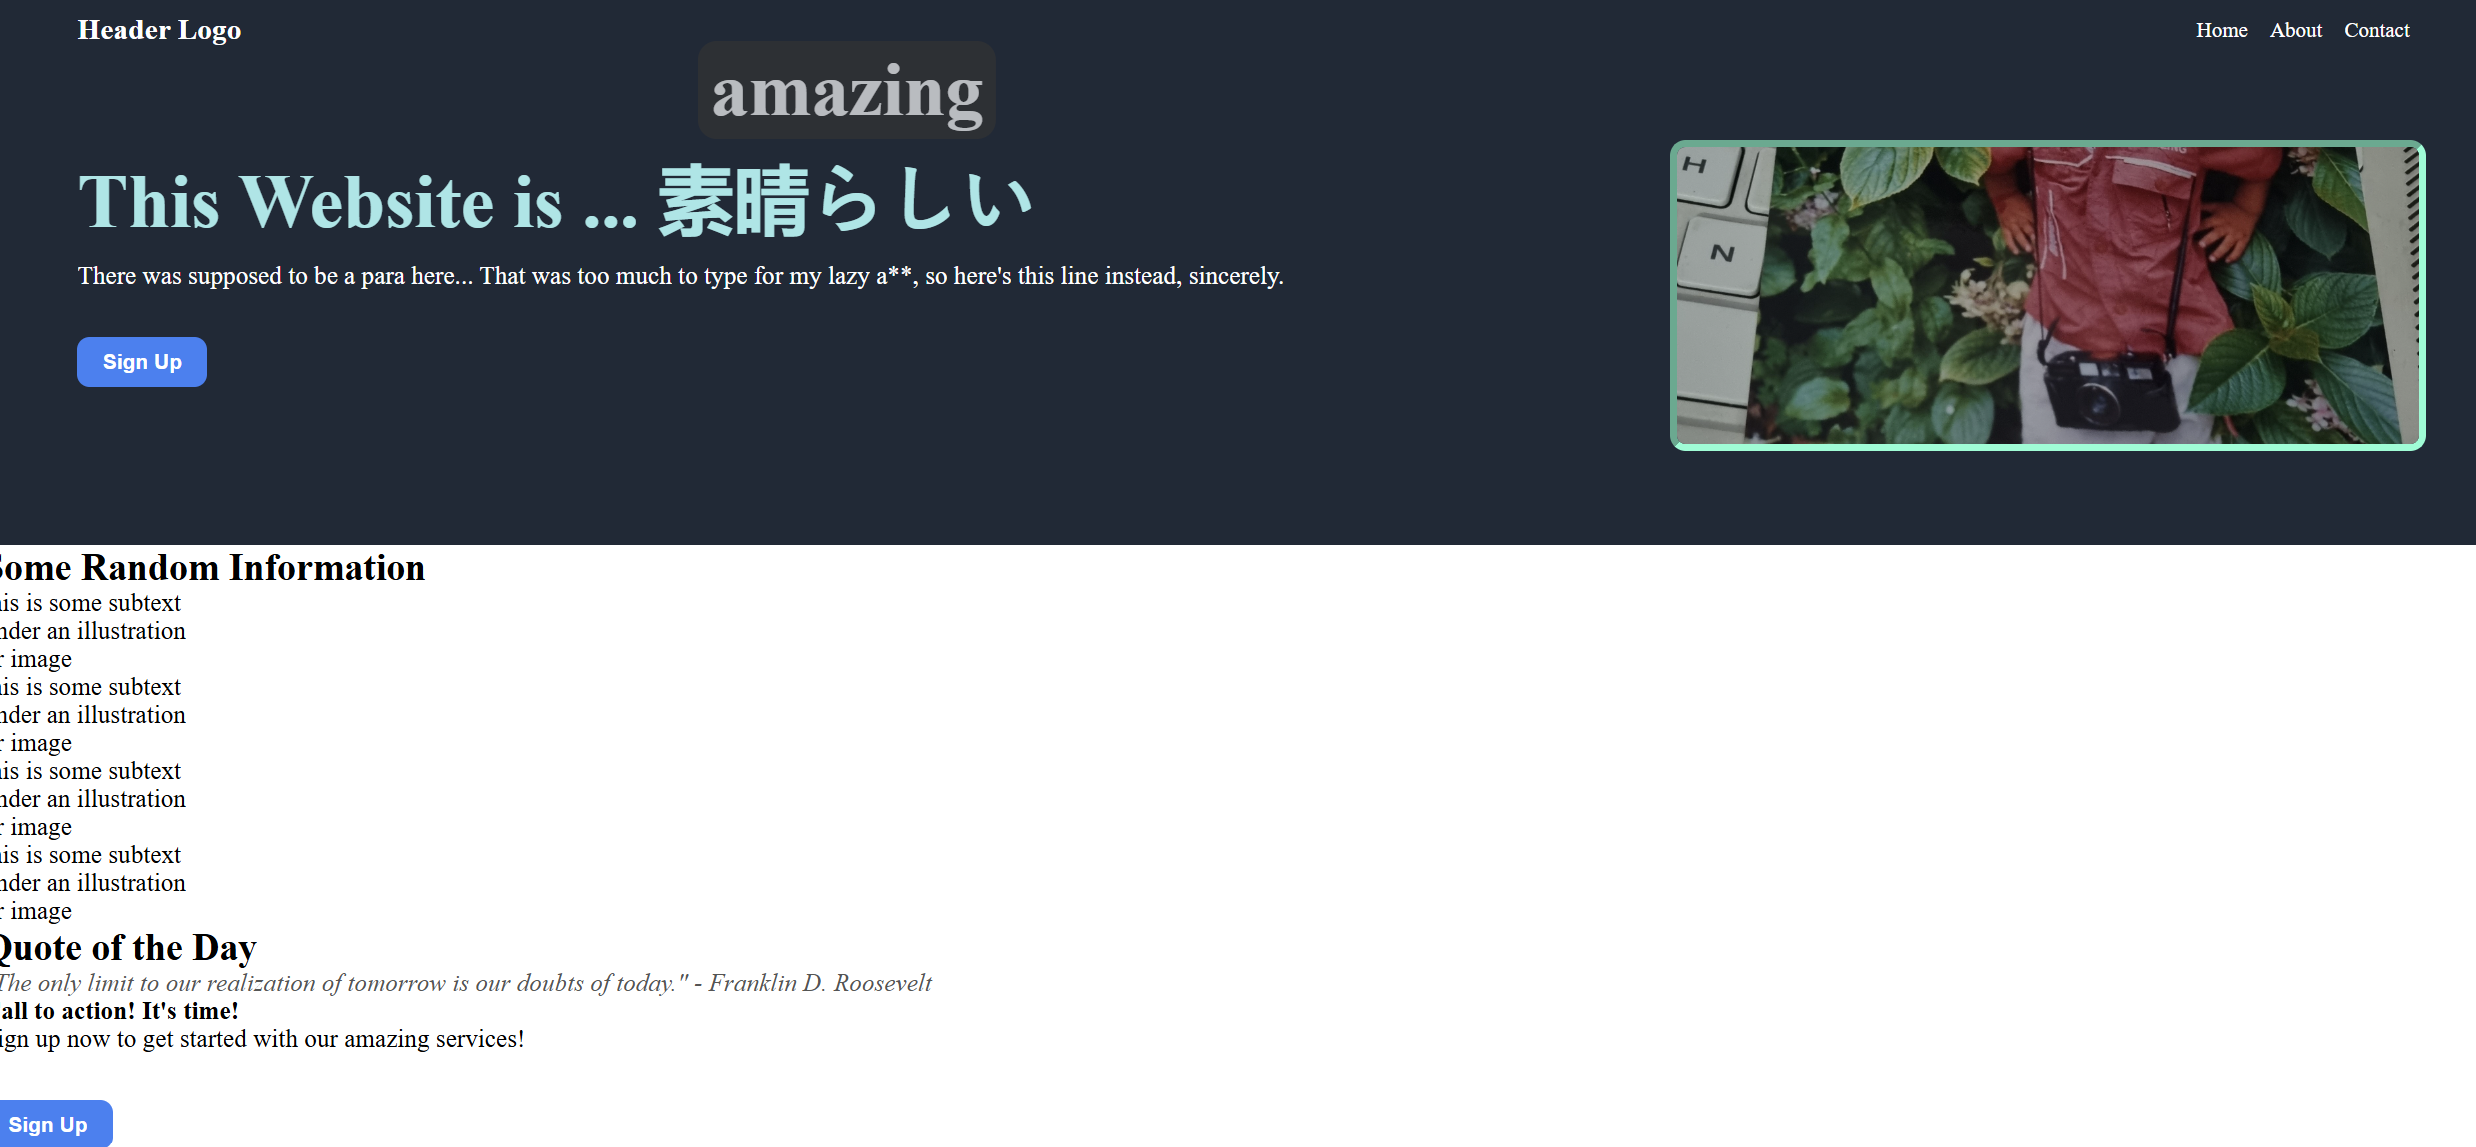 Header Logo
Home About Contact
amazing
This Website is ... 素晴らしい
There was supposed to be a para here... That was too much to type for my lazy a**, so here's this line instead, sincerely.
H
N
Sign Up
ome Random Information
is is some subtext
nder an illustration
r image
is is some subtext
nder an illustration
r image
is is some subtext
nder an illustration
r image
is is some subtext
nder an illustration
r image
Quote of the Day
The only limit to our realization of tomorrow is our doubts of today." - Franklin D. Roosevelt
all to action! It's time!
ign up now to get started with our amazing services!
Sign Up